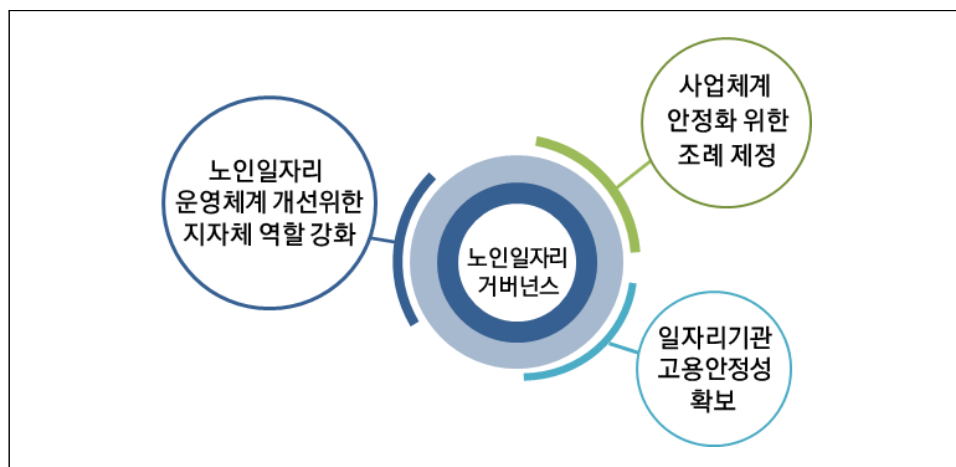 노인일자리
운영체계 개선위한
지자체 역할 강화
사업체계
안정화 위한
조례 제정
노인일자리
거버넌스
일자리기관
고용안정성
확보